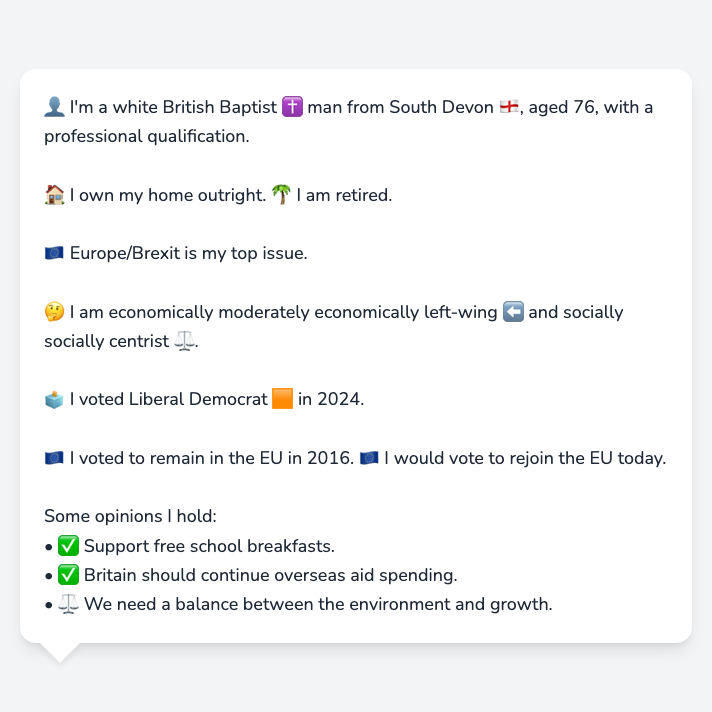 👤 I'm a white British Baptist ✝️ man from South Devon 🏴󠁧󠁢󠁥󠁮󠁧󠁿, aged 76, with a
professional qualification.
🏠 I own my home outright. 🌴 I am retired.
🇪🇺 Europe/Brexit is my top issue.
🤔 I am economically moderately economically left-wing ⬅️ and socially
socially centrist ⚖️.
🗳️ I voted Liberal Democrat 🟧 in 2024.
🇪🇺 I voted to remain in the EU in 2016. 🇪🇺 I would vote to rejoin the EU today.
Some opinions I hold:
• ✅ Support free school breakfasts.
• ✅ Britain should continue overseas aid spending.
• ⚖️ We need a balance between the environment and growth.